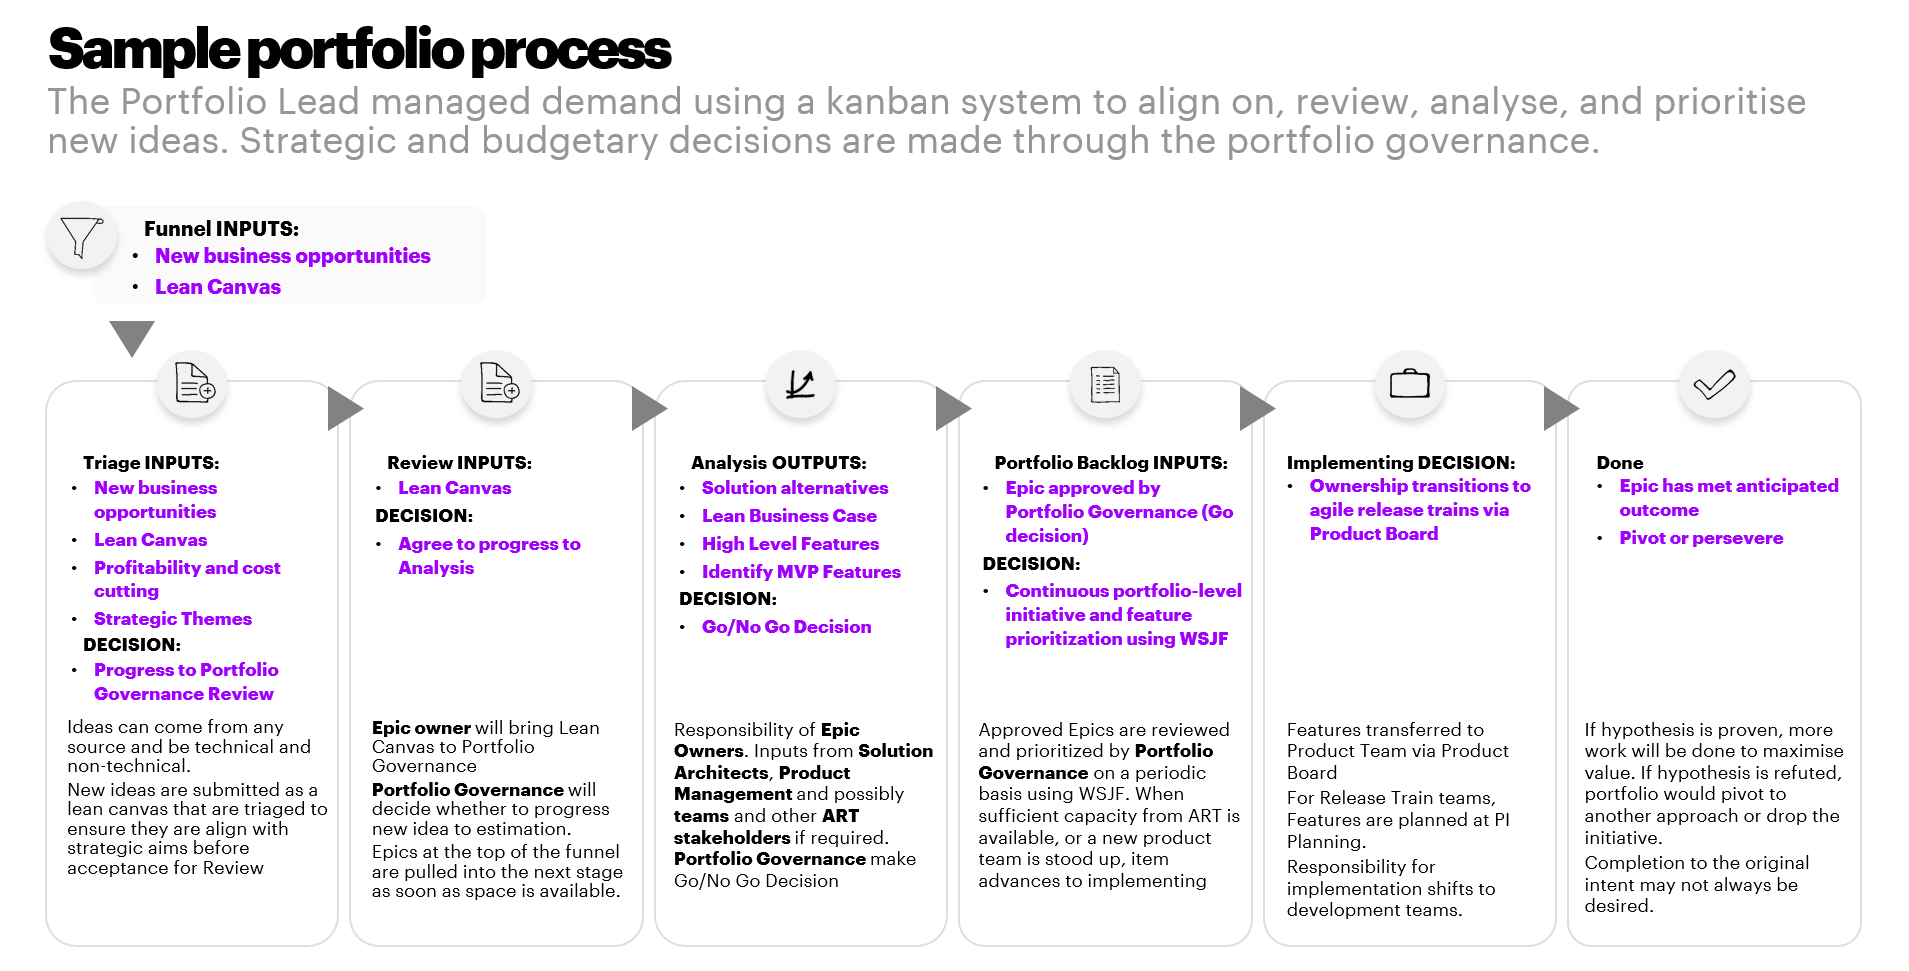 Sample portfolio process
The Portfolio Lead managed demand using a kanban system to align on, review, analyse, and prioritise
new ideas. Strategic and budgetary decisions are made through the portfolio governance.
Funnel INPUTS:
• New business opportunities
• Lean Canvas
Triage INPUTS:
• New business
opportunities
• Lean Canvas
• Profitability and cost
cutting
• Strategic Themes
DECISION:
• Progress to Portfolio
Governance Review
Ideas can come from any
source and be technical and
non-technical.
New ideas are submitted as a
lean canvas that are triaged to
ensure they are align with
strategic aims before
acceptance for Review
Review INPUTS:
• Lean Canvas
DECISION:
• Agree to progress to
Analysis
Epic owner will bring Lean
Canvas to Portfolio
Governance
Portfolio Governance will
decide whether to progress
new idea to estimation.
Epics at the top of the funnel
are pulled into the next stage
as soon as space is available.
Analysis OUTPUTS:
• Solution alternatives
• Lean Business Case
• High Level Features
• Identify MVP Features
DECISION:
• Go/No Go Decision
Responsibility of Epic
Owners. Inputs from Solution
Architects, Product
Management and possibly
teams and other ART
stakeholders if required.
Portfolio Governance make
Go/No Go Decision
Portfolio Backlog INPUTS:
• Epic approved by
Portfolio Governance (Go
decision)
DECISION:
• Continuous portfolio-level
initiative and feature
prioritization using WSJF
Approved Epics are reviewed
and prioritized by Portfolio
Governance on a periodic
basis using WSJF. When
sufficient capacity from ART is
available, or a new product
team is stood up, item
advances to implementing
Implementing DECISION:
• Ownership transitions to
agile release trains via
Product Board
Features transferred to
Product Team via Product
Board
For Release Train teams,
Features are planned at PI
Planning.
Responsibility for
implementation shifts to
development teams.
Done
• Epic has met anticipated
outcome
• Pivot or persevere
If hypothesis is proven, more
work will be done to maximise
value. If hypothesis is refuted,
portfolio would pivot to
another approach or drop the
initiative.
Completion to the original
intent may not always be
desired.